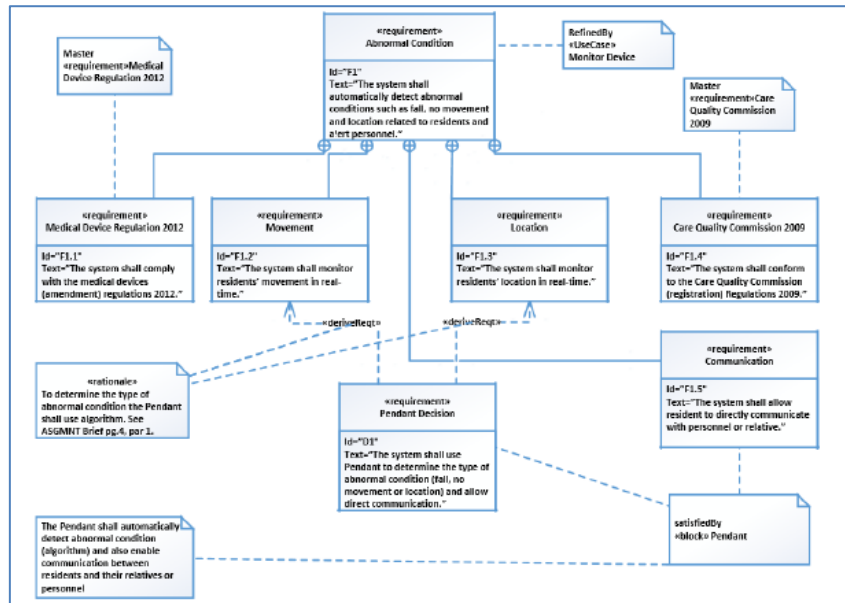 «requirement»
Abnormal Condition
Id="F1"
Text="The system shall
automatically detect abnormal
conditions such as fall, no movement
and location related to residents and
alert personnel."
RefinedBy
«UseCase»
Monitor Device
Master
«requirement»Medical
Device Regulation 2012
Master
«requirement»Care
Quality Commission
2009
«requirement»
Medical Device Regulation 2012
Id="F1.1"
Text="The system shall comply
with the medical devices
(amendment) regulations 2012."
«requirement»
Movement
Id="F1.2"
Text="The system shall monitor
residents' movement in real-
time."
«requirement»
Location
Id="F1.3"
Text="The system shall monitor
residents' location in real-time."
«requirement»
Care Quality Commission 2009
Id="F1.4"
Text="The system shall conform
to the Care Quality Commission
(registration) Regulations 2009."
«deriveReqt»
«deriveReqt»
«rationale»
To determine the type of
abnormal condition the Pendant
shall use algorithm. See
ASGMNT Brief pg.4, par 1.
«requirement»
Pendant Decision
Id="D1"
Text="The system shall use
Pendant to determine the type of
abnormal condition (fall, no
movement or location) and allow
direct communication."
«requirement»
Communication
Id="F1.5"
Text="The system shall allow
resident to directly communicate
with personnel or relative."
satisfiedBy
«block» Pendant
The Pendant shall automatically
detect abnormal condition
(algorithm) and also enable
communication between
residents and their relatives or
personnel